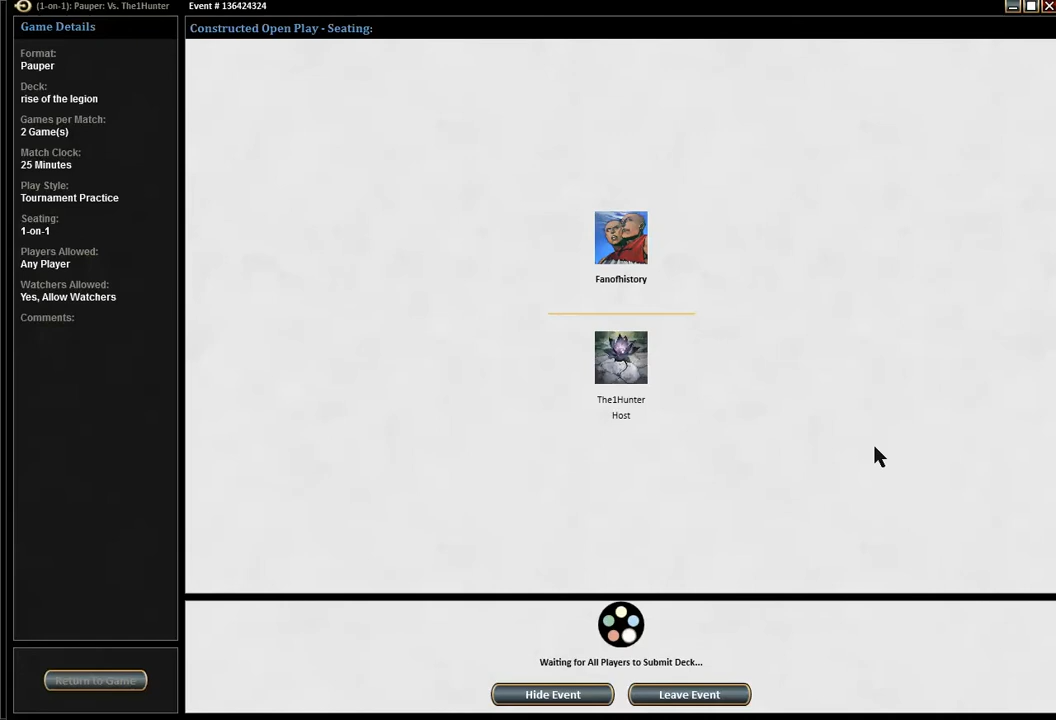 (1-on-1): Pauper: Vs. The1Hunter
Event # 136424324
Game Details
Format:
Pauper
Deck:
rise of the legion
Games per Match:
2 Game(s)
Match Clock:
25 Minutes
Play Style:
Tournament Practice
Seating:
1-on-1
Players Allowed:
Any Player
Watchers Allowed:
Yes, Allow Watchers
Comments:
Return to Game
Constructed Open Play - Seating:
Fanofhistory
The1Hunter
Host
Waiting for All Players to Submit Deck...
Hide Event
Leave Event